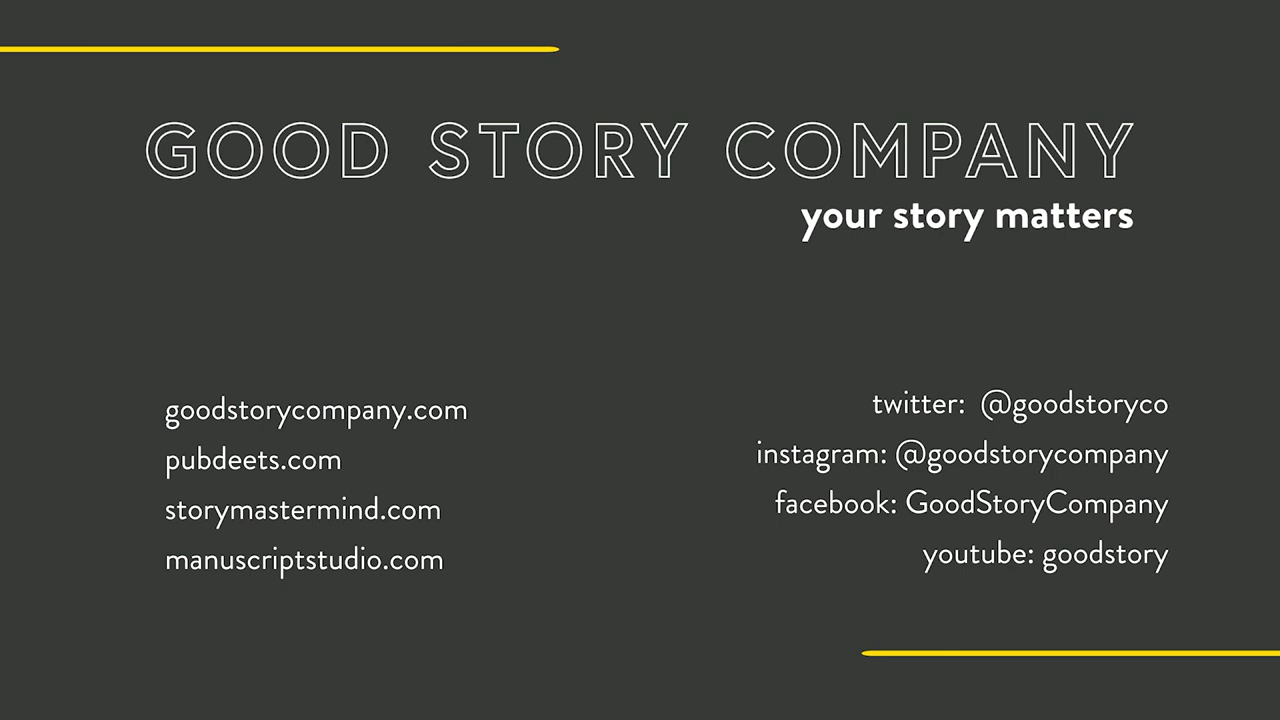 GOOD STORY COMPANY
your story matters
goodstorycompany.com
pubdeets.com
storymastermind.com
manuscriptstudio.com
twitter: @goodstoryco
instagram: @goodstorycompany
facebook: GoodStoryCompany
youtube: goodstory